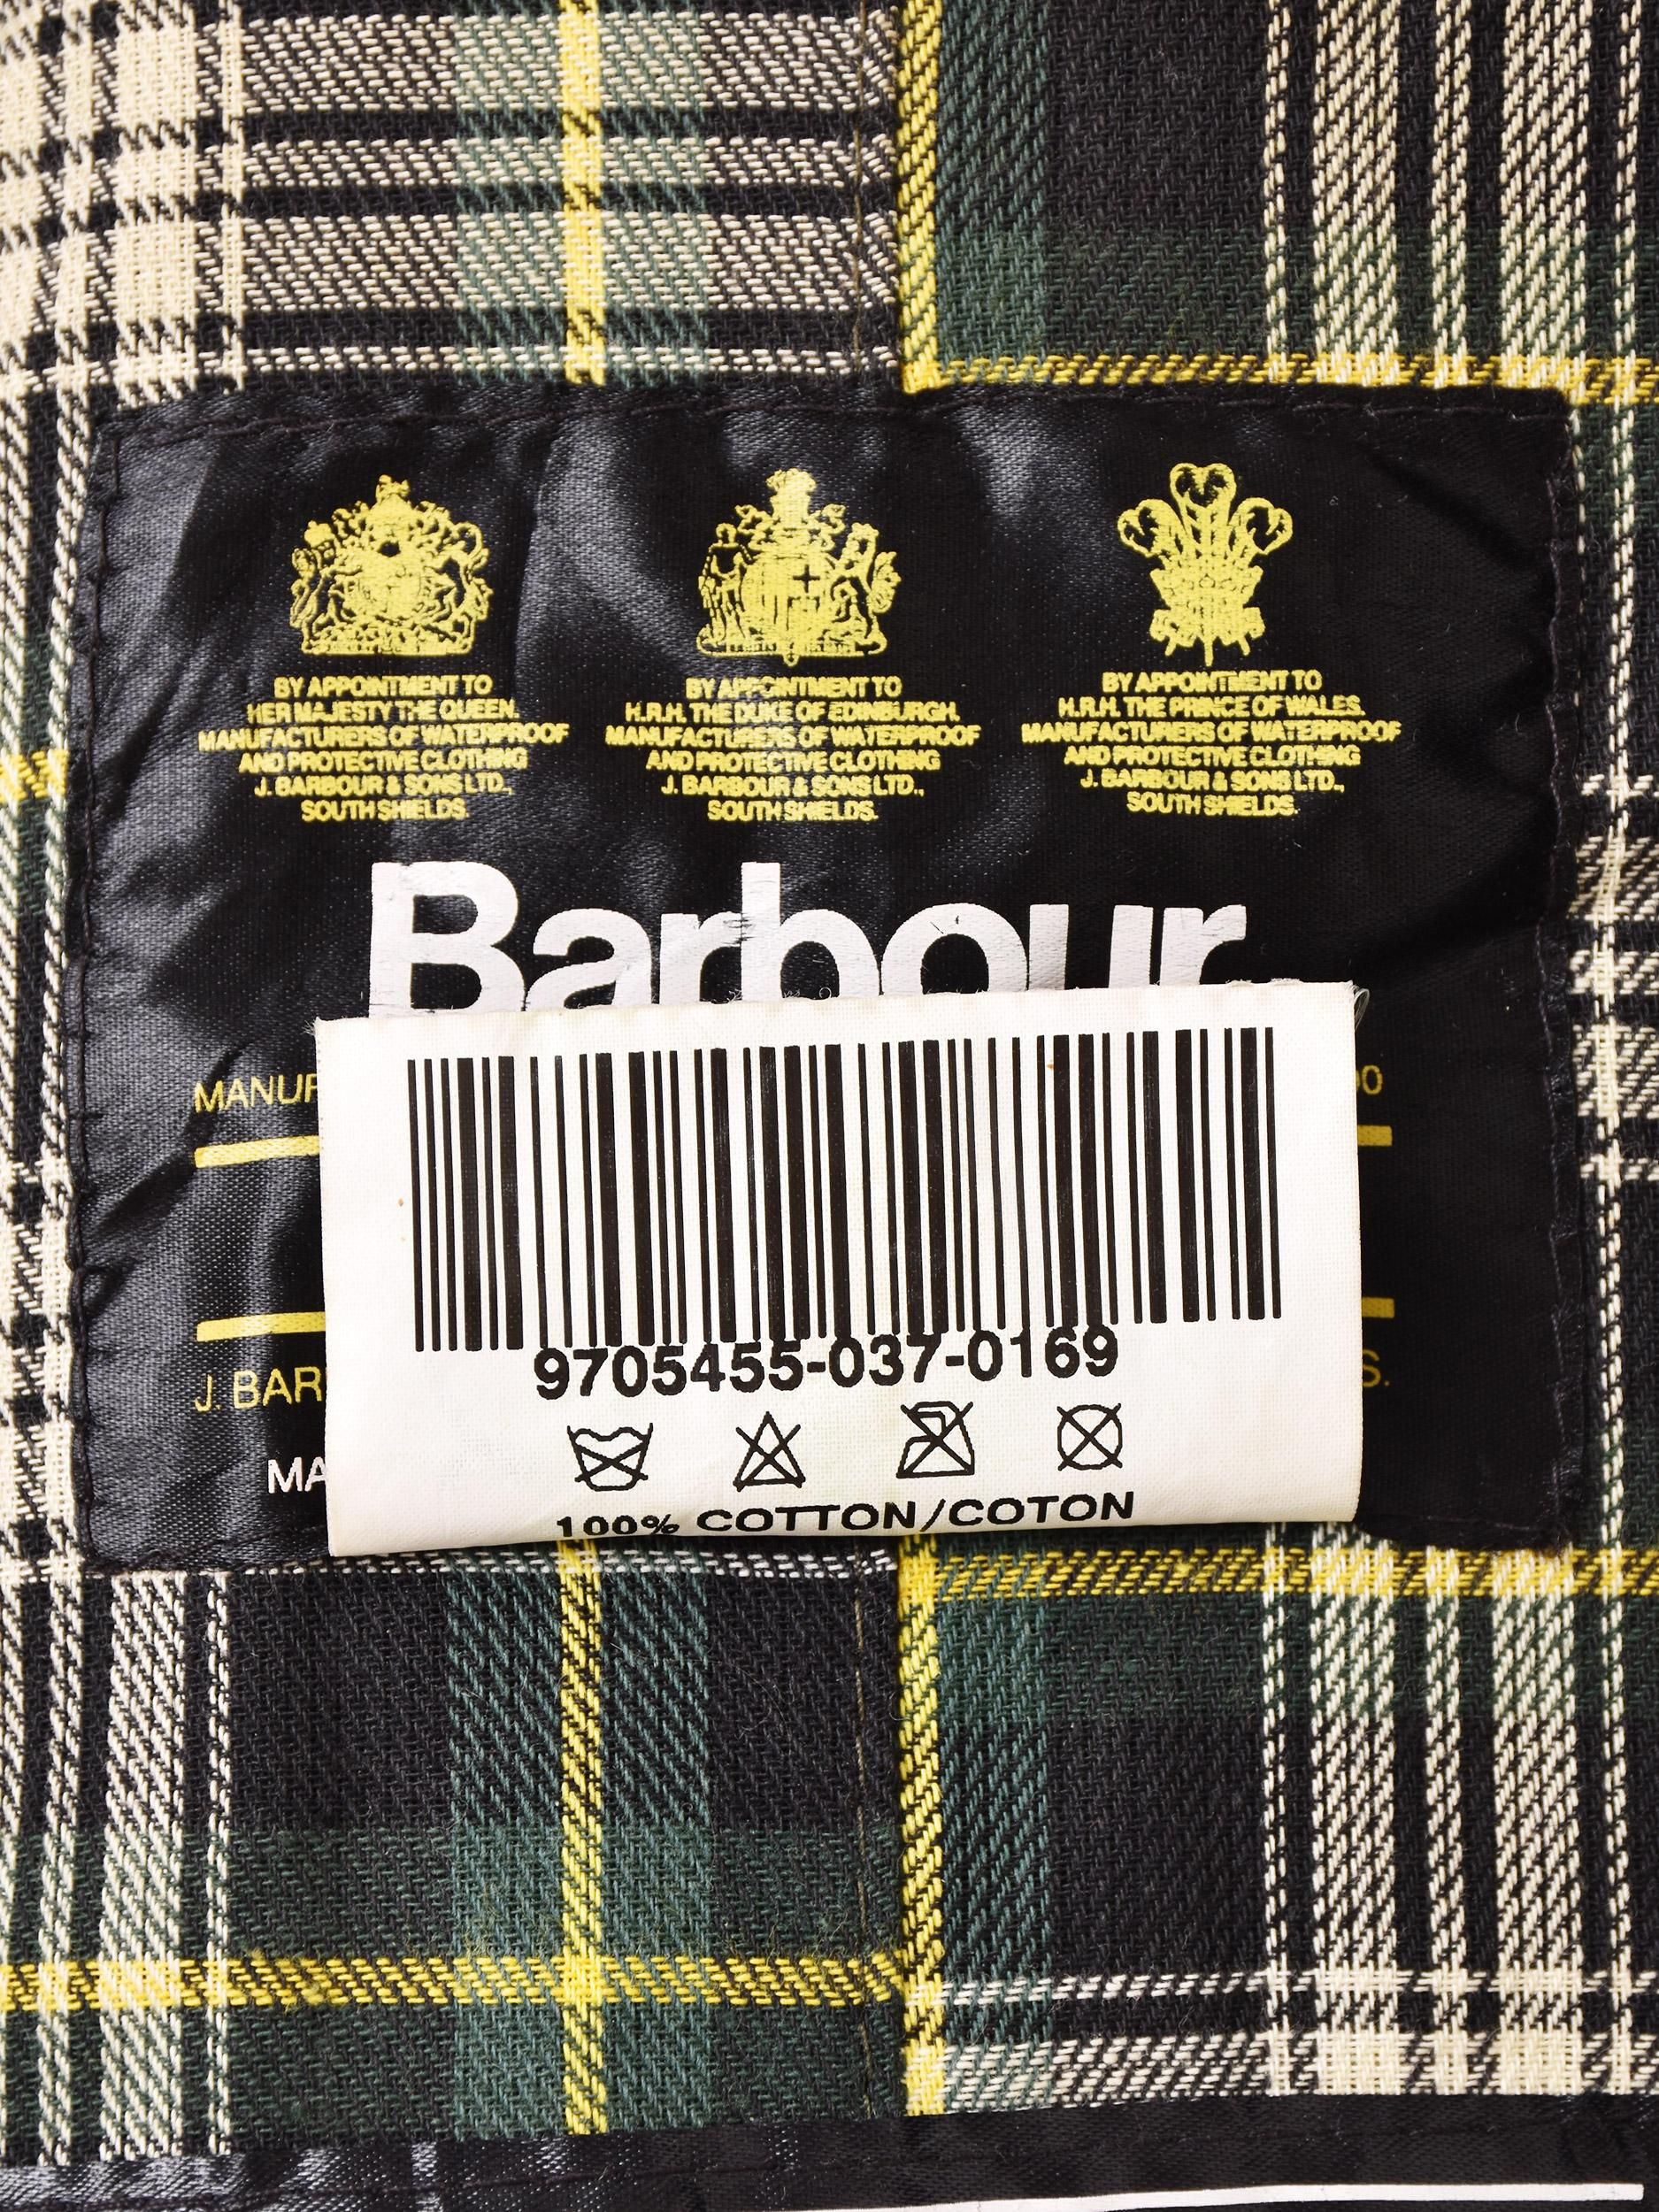 BY APPOINTMENT TO
HER MAJESTY THE QUEEN.
MANUFACTURERS OF WATERPROOF
AND PROTECTIVE CLOTHING
J. BARBOUR & SONS LTD.,
SOUTH SHIELDS.
BY APPOINTMENT TO
H.R.H. THE DUKE OF EDINBURGH.
MANUFACTURERS OF WATERPROOF
AND PROTECTIVE CLOTHING
J. BARBOUR & SONS LTD.,
SOUTH SHIELDS.
BY APPOINTMENT TO
H.R.H. THE PRINCE OF WALES.
MANUFACTURERS OF WATERPROOF
AND PROTECTIVE CLOTHING
J. BARBOUR & SONS LTD.,
SOUTH SHIELDS.
Barbour
MANUF
J BAR
S.
MA
9705455-037-0169
100% COTTON/COTON